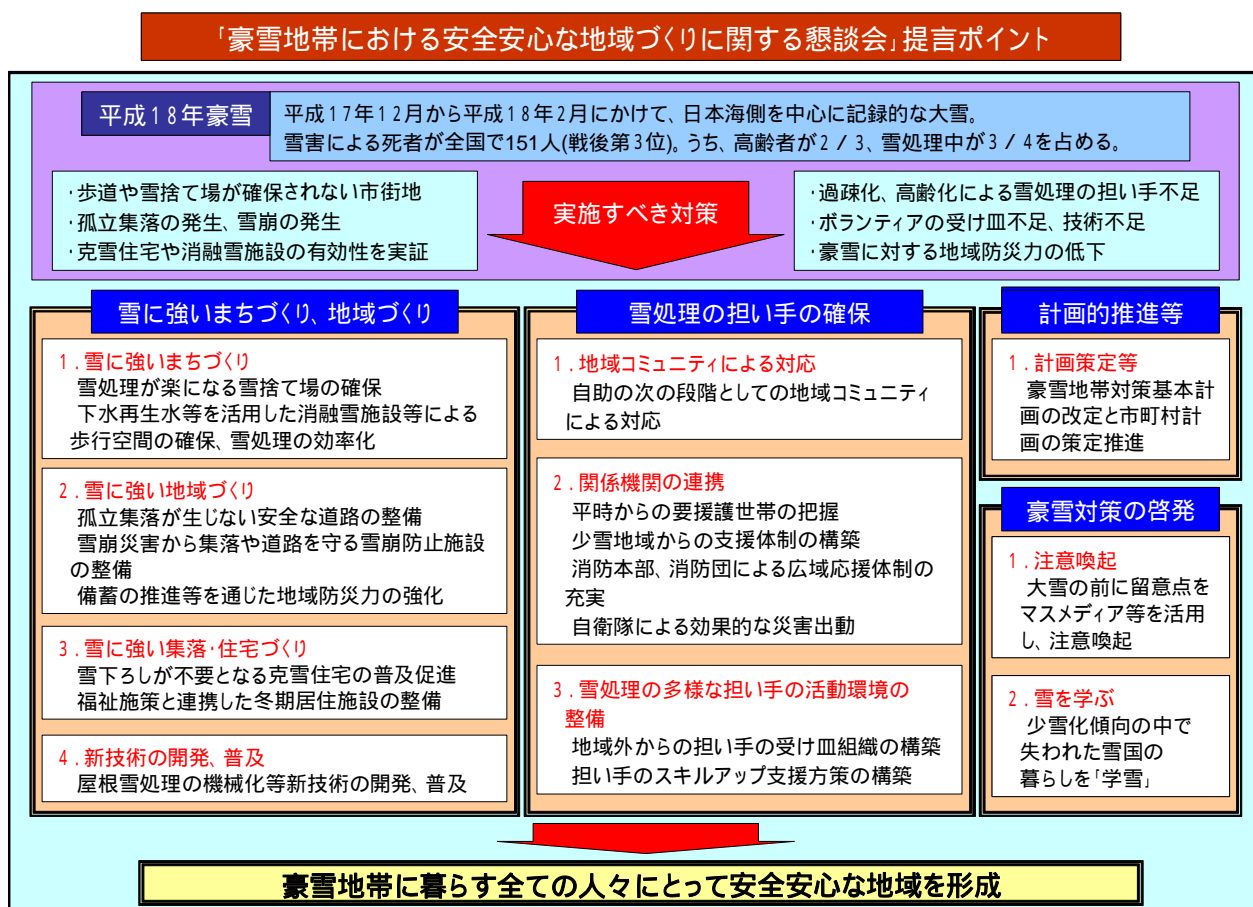 「豪雪地帯における安全安心な地域づくりに関する懇談会」提言ポイント
平成18年豪雪
平成17年12月から平成18年2月にかけて、日本海側を中心に記録的な大雪。
雪害による死者が全国で151人(戦後第3位)。うち、高齢者が2/3、雪処理中が3/4を占める。
・歩道や雪捨て場が確保されない市街地
・孤立集落の発生、雪崩の発生
・克雪住宅や消融雪施設の有効性を実証
実施すべき対策
・過疎化、高齢化による雪処理の担い手不足
・ボランティアの受け皿不足、技術不足
・豪雪に対する地域防災力の低下
雪に強いまちづくり、地域づくり
1.雪に強いまちづくり
雪処理が楽になる雪捨て場の確保
下水再生水等を活用した消融雪施設等による
歩行空間の確保、雪処理の効率化
2.雪に強い地域づくり
孤立集落が生じない安全な道路の整備
雪崩災害から集落や道路を守る雪崩防止施設
の整備
備蓄の推進等を通じた地域防災力の強化
3.雪に強い集落・住宅づくり
雪下ろしが不要となる克雪住宅の普及促進
福祉施策と連携した冬期居住施設の整備
4.新技術の開発、普及
屋根雪処理の機械化等新技術の開発、普及
雪処理の担い手の確保
1.地域コミュニティによる対応
自助の次の段階としての地域コミュニティ
による対応
2.関係機関の連携
平時からの要援護世帯の把握
少雪地域からの支援体制の構築
消防本部、消防団による広域応援体制の
充実
自衛隊による効果的な災害出動
3.雪処理の多様な担い手の活動環境の
整備
地域外からの担い手の受け皿組織の構築
担い手のスキルアップ支援方策の構築
計画的推進等
1.計画策定等
豪雪地帯対策基本計
画の改定と市町村計
画の策定推進
豪雪対策の啓発
1.注意喚起
大雪の前に留意点を
マスメディア等を活用
し、注意喚起
2.雪を学ぶ
少雪化傾向の中で
失われた雪国の
暮らしを「学雪」
豪雪地帯に暮らす全ての人々にとって安全安心な地域を形成